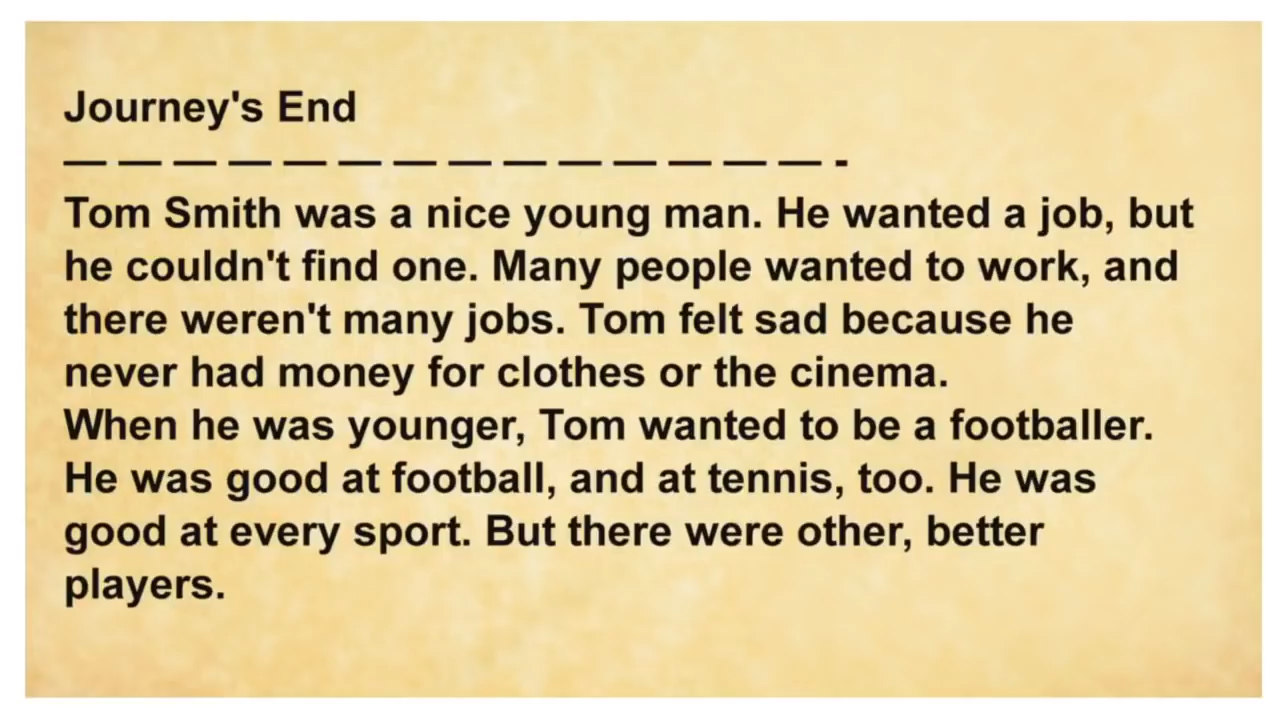 Journey's End
— — — — — — — — — — — — — — -
Tom Smith was a nice young man. He wanted a job, but
he couldn't find one. Many people wanted to work, and
there weren't many jobs. Tom felt sad because he
never had money for clothes or the cinema.
When he was younger, Tom wanted to be a footballer.
He was good at football, and at tennis, too. He was
good at every sport. But there were other, better
players.